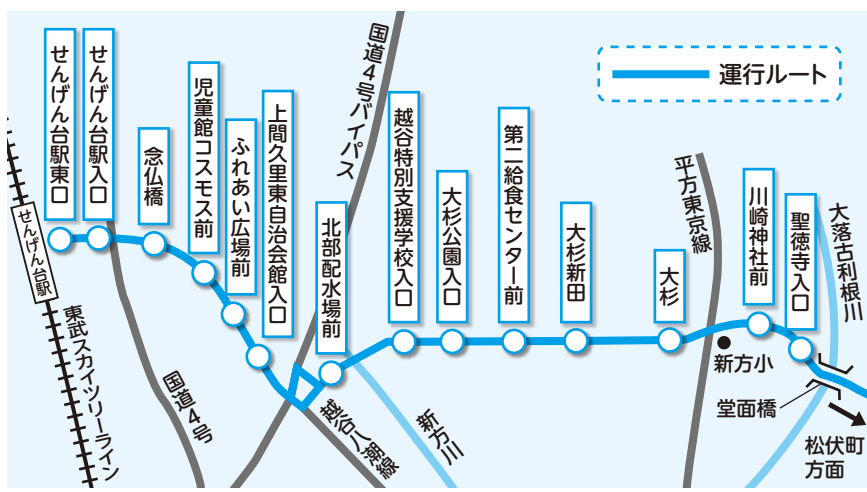 運行ルート
せんげん台駅東口
せんげん台駅入口
念仏橋
児童館コスモス前
ふれあい広場前
上間久里東自治会館入口
北部配水場前
越谷特別支援学校入口
大杉公園入口
第二給食センター前
大杉新田
大杉
川崎神社前
聖徳寺入口
国道4号バイパス
平方東京線
大落古利根川
せんげん台駅
東武スカイツリーライン
国道4号
越谷八潮線
新方川
新方小
堂面橋
松伏町
方面